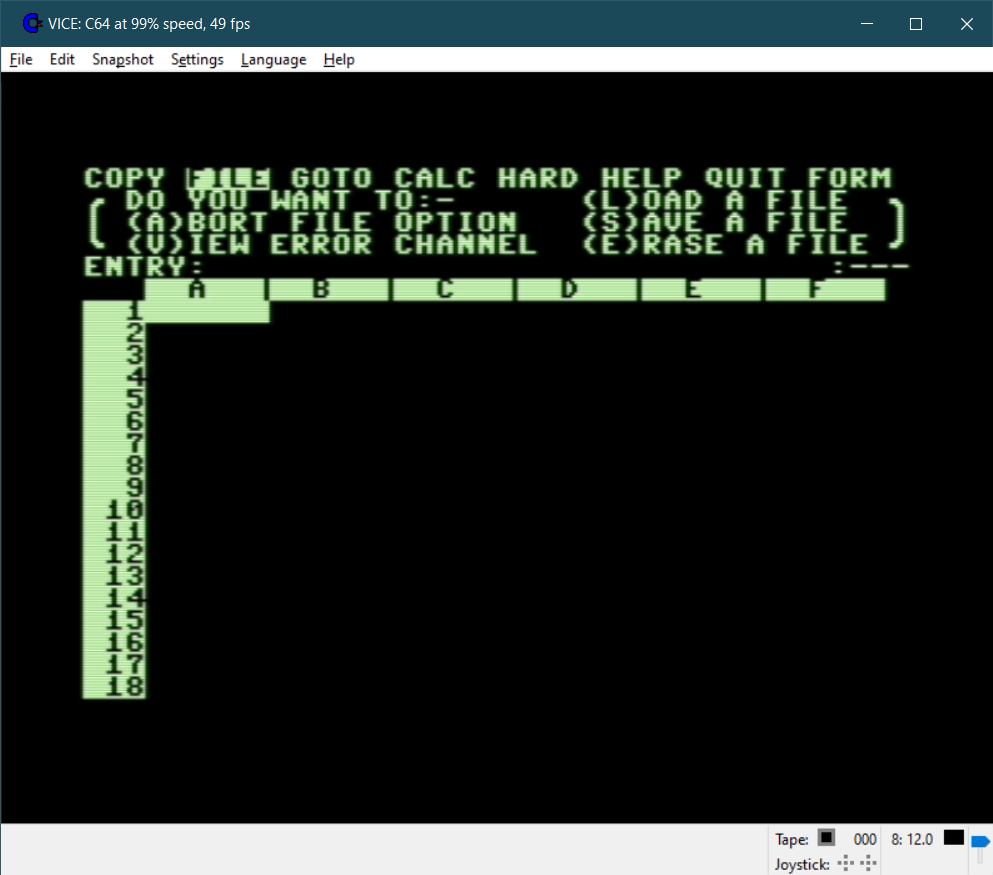 VICE: C64 at 99% speed, 49 fps
File Edit Snapshot Settings Language Help
COPY FILE GOTO CALC HARD HELP QUIT FORM
DO YOU WANT TO:- (L)OAD A FILE
(A)BORT FILE OPTION (S)AVE A FILE
(V)IEW ERROR CHANNEL (E)RASE A FILE
ENTRY: :---
A B C D E F
1
2
3
4
5
6
7
8
9
10
11
12
13
14
15
16
17
18
Tape: 000 8: 12.0
Joystick: